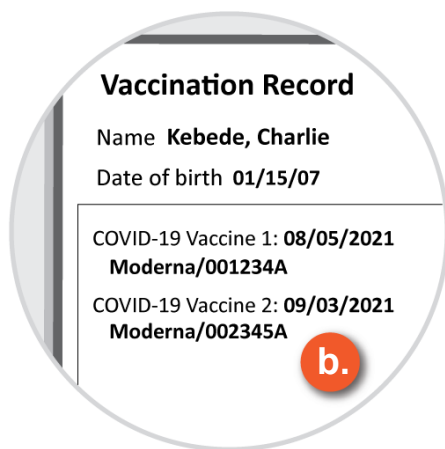 Vaccination Record
Name Kebede, Charlie
Date of birth 01/15/07
COVID-19 Vaccine 1: 08/05/2021
Moderna/001234A
COVID-19 Vaccine 2: 09/03/2021
Moderna/002345A
b.